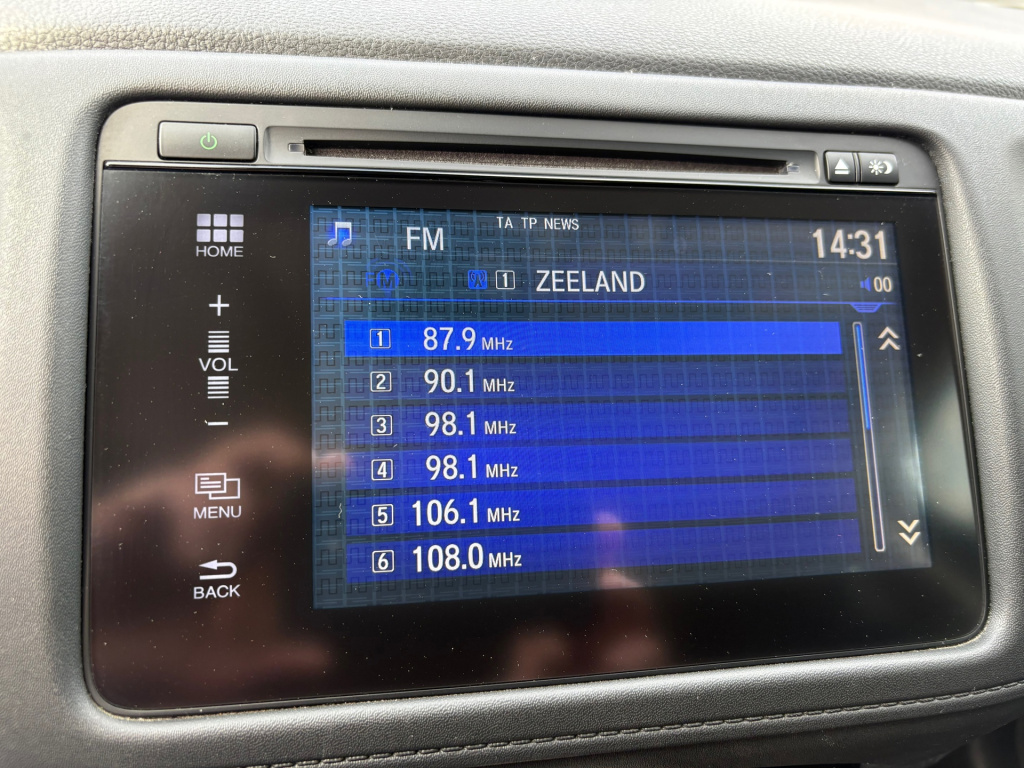 HOME
+
VOL
−
MENU
BACK
TA TP NEWS
FM
14:31
1 ZEELAND
00
1 87.9 MHz
2 90.1 MHz
3 98.1 MHz
4 98.1 MHz
5 106.1 MHz
6 108.0 MHz